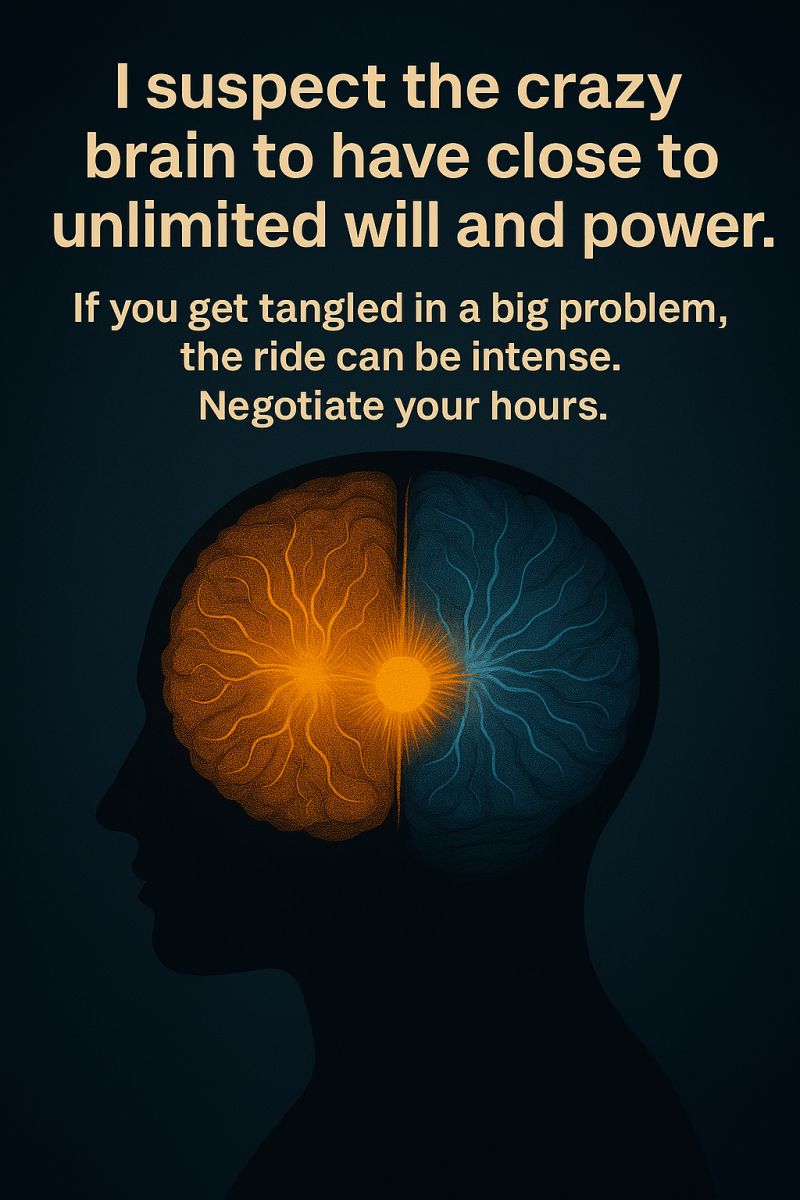 I suspect the crazy
brain to have close to
unlimited will and power.
If you get tangled in a big problem,
the ride can be intense.
Negotiate your hours.